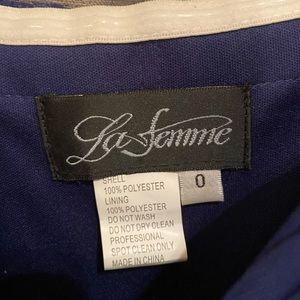 La Femme
SHELL
100% POLYESTER
LINING
100% POLYESTER
DO NOT WASH
DO NOT DRY CLEAN
PROFESSIONAL
SPOT CLEAN ONLY
MADE IN CHINA
0